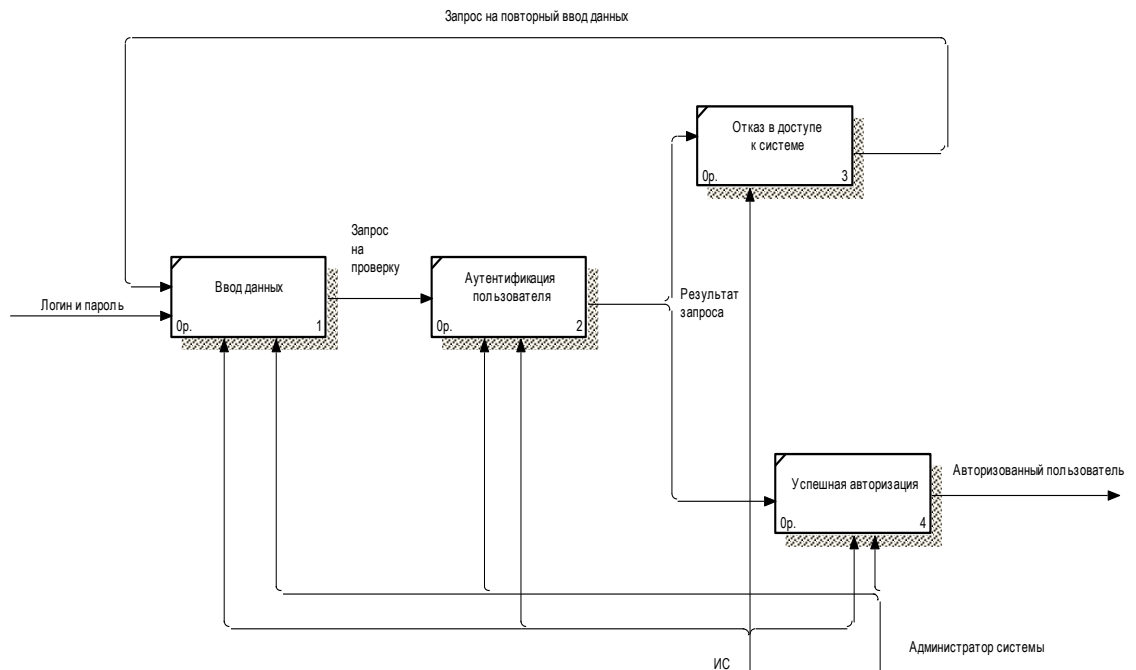 Запрос на повторный ввод данных
Отказ в доступе
к системе
0р.
3
Запрос
на
проверку
Ввод данных
0р.
1
Аутентификация
пользователя
0р.
2
Логин и пароль
Результат
запроса
Успешная авторизация
0р.
4
Авторизованный пользователь
Администратор системы
ИС